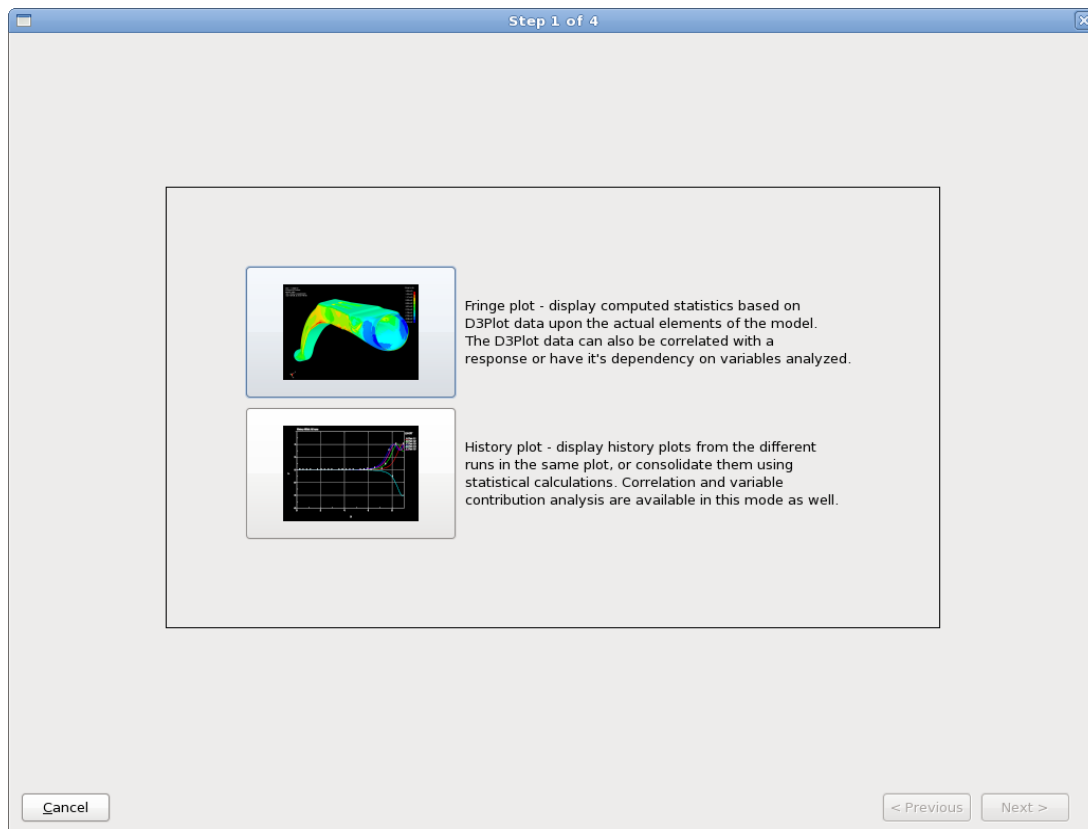 Step 1 of 4
Fringe plot - display computed statistics based on
D3Plot data upon the actual elements of the model.
The D3Plot data can also be correlated with a
response or have it's dependency on variables analyzed.
History plot - display history plots from the different
runs in the same plot, or consolidate them using
statistical calculations. Correlation and variable
contribution analysis are available in this mode as well.
Cancel
< Previous
Next >